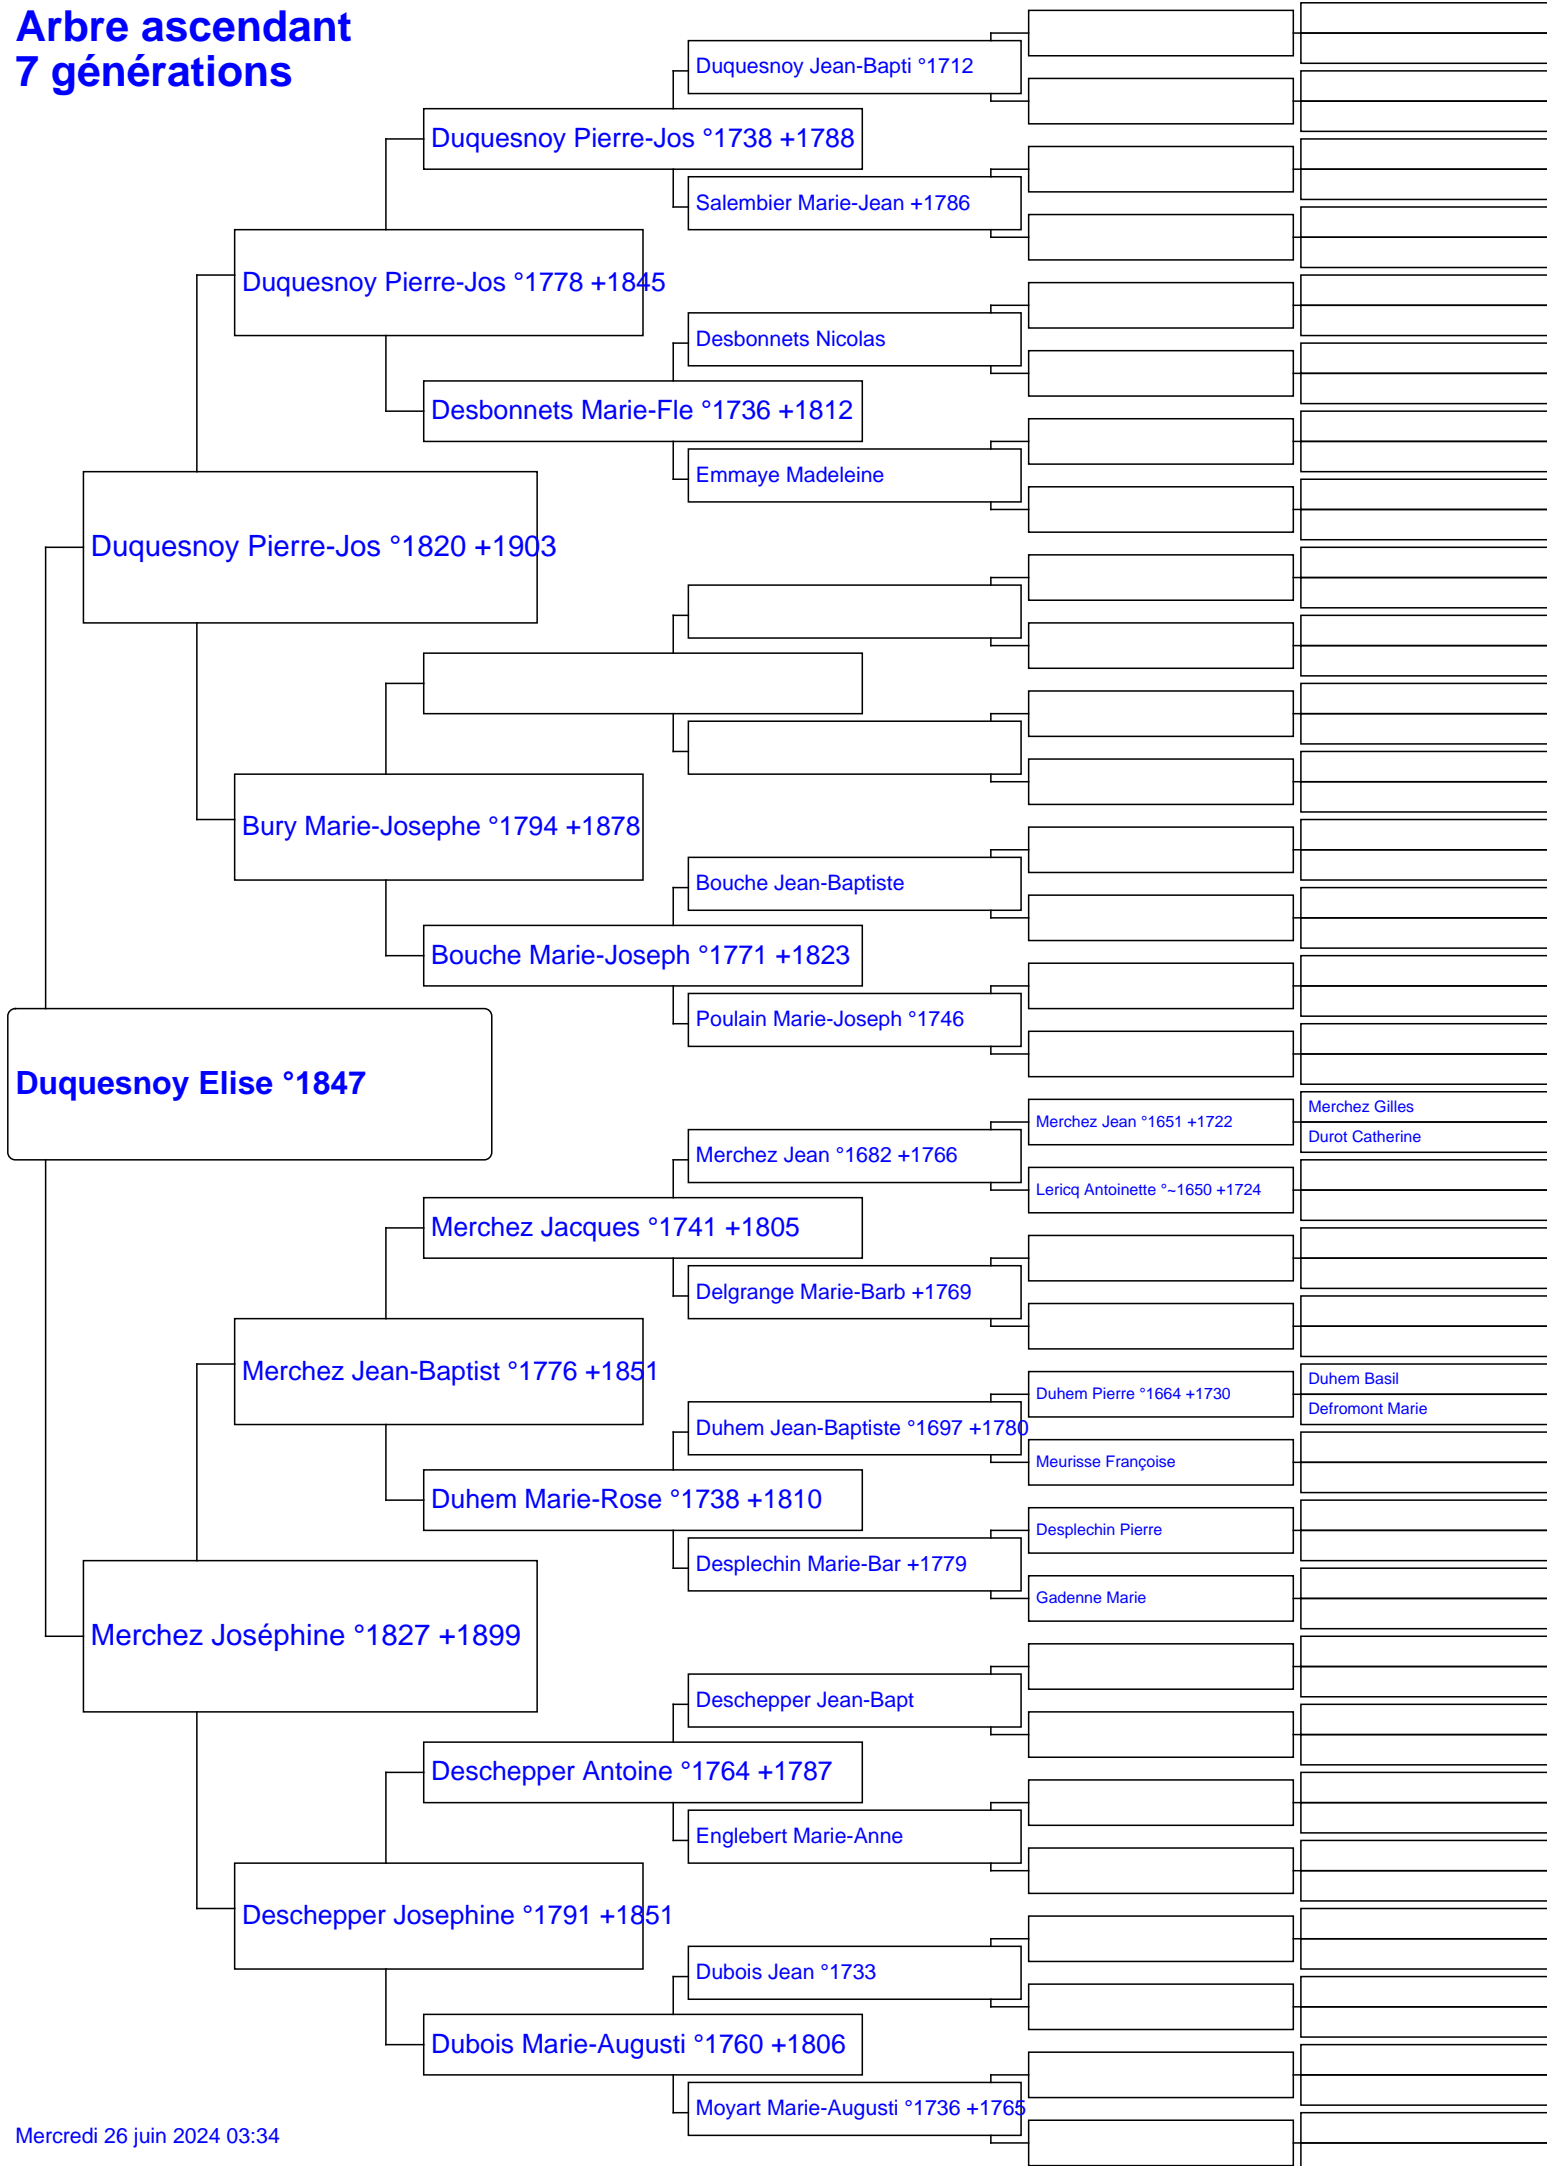 Arbre ascendant
7 générations
Duquesnoy Jean-Bapti °1712
Duquesnoy Pierre-Jos °1738 +1788
Salembier Marie-Jean +1786
Duquesnoy Pierre-Jos °1778 +1845
Desbonnets Nicolas
Desbonnets Marie-Fle °1736 +1812
Emmaye Madeleine
Duquesnoy Pierre-Jos °1820 +1903
Bury Marie-Josephe °1794 +1878
Bouche Jean-Baptiste
Bouche Marie-Joseph °1771 +1823
Poulain Marie-Joseph °1746
Duquesnoy Elise °1847
Merchez Gilles
Merchez Jean °1651 +1722
Durot Catherine
Merchez Jean °1682 +1766
Lericq Antoinette °~1650 +1724
Merchez Jacques °1741 +1805
Delgrange Marie-Barb +1769
Merchez Jean-Baptist °1776 +1851
Duhem Basil
Duhem Pierre °1664 +1730
Defromont Marie
Duhem Jean-Baptiste °1697 +1780
Meurisse Françoise
Duhem Marie-Rose °1738 +1810
Desplechin Pierre
Desplechin Marie-Bar +1779
Gadenne Marie
Merchez Joséphine °1827 +1899
Deschepper Jean-Bapt
Deschepper Antoine °1764 +1787
Englebert Marie-Anne
Deschepper Josephine °1791 +1851
Dubois Jean °1733
Dubois Marie-Augusti °1760 +1806
Moyart Marie-Augusti °1736 +1765
Mercredi 26 juin 2024 03:34